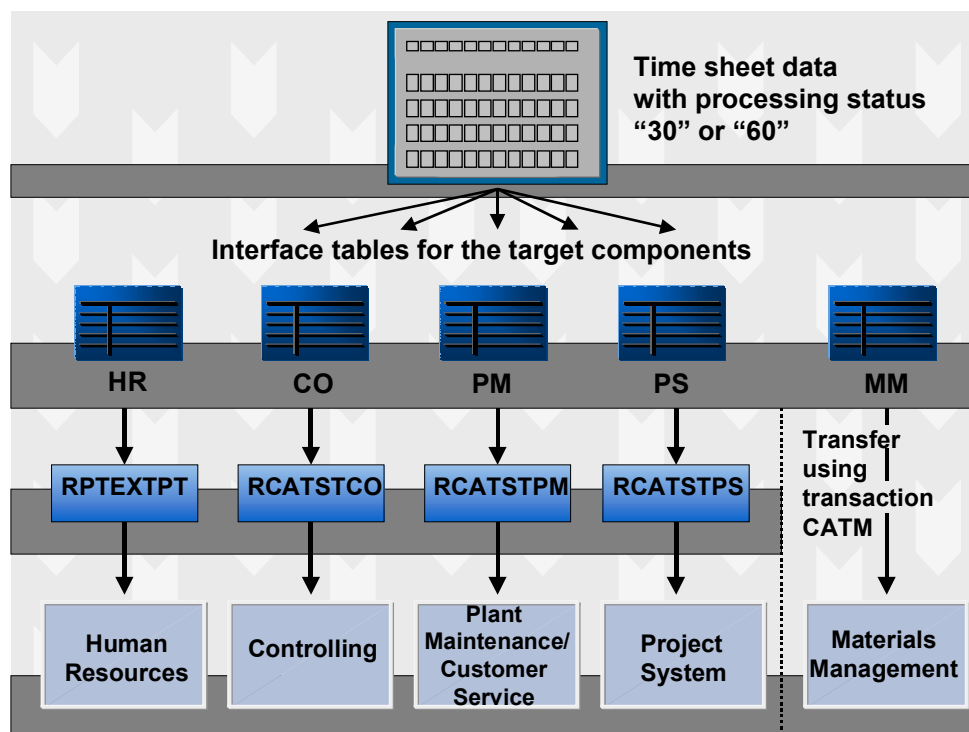 Time sheet data
with processing status
“30” or “60”
Interface tables for the target components
HR
CO
PM
PS
MM
Transfer
using
transaction
CATM
RPTEXTPT
RCATSTCO
RCATSTPM
RCATSTPS
Human
Resources
Controlling
Plant
Maintenance/
Customer
Service
Project
System
Materials
Management